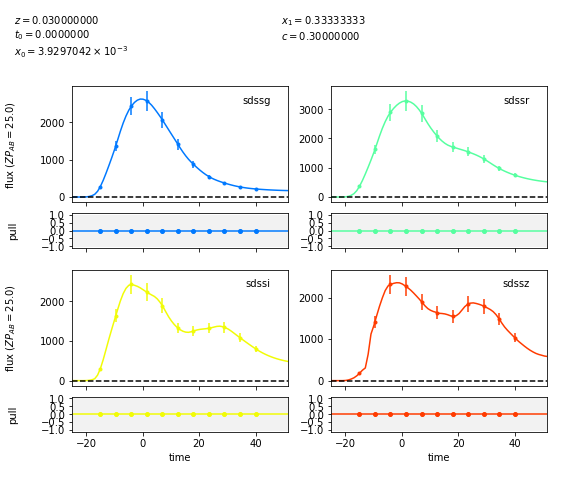 z = 0.030000000
t₀ = 0.0000000
x₀ = 3.9297042 × 10⁻³
x₁ = 0.33333333
c = 0.30000000
flux (ZP_AB = 25.0)
2000
1000
0
sdssg
3000
2000
1000
0
sdssr
pull
1.0
0.5
0.0
−0.5
−1.0
1.0
0.5
0.0
−0.5
−1.0
flux (ZP_AB = 25.0)
2000
1000
0
sdssi
2000
1000
0
sdssz
pull
1.0
0.5
0.0
−0.5
−1.0
1.0
0.5
0.0
−0.5
−1.0
−20 0 20 40
time
−20 0 20 40
time